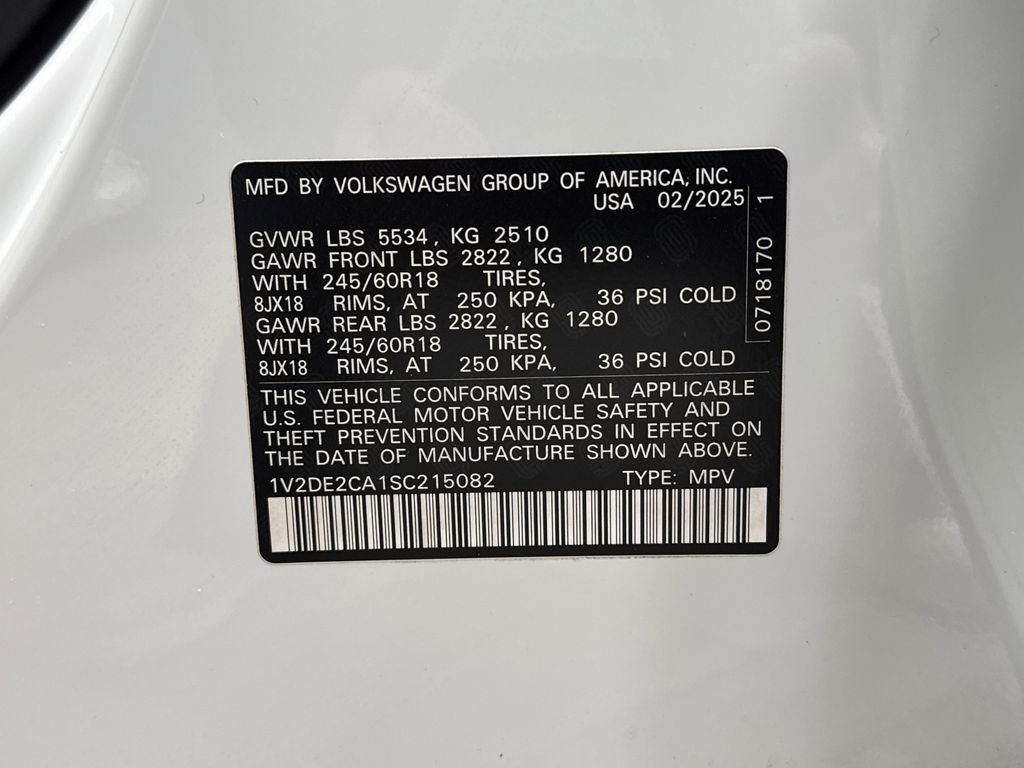 MFD BY VOLKSWAGEN GROUP OF AMERICA, INC.
USA 02/2025
GVWR LBS 5534, KG 2510
GAWR FRONT LBS 2822, KG 1280
WITH 245/60R18 TIRES,
8JX18 RIMS, AT 250 KPA, 36 PSI COLD
GAWR REAR LBS 2822, KG 1280
WITH 245/60R18 TIRES,
8JX18 RIMS, AT 250 KPA, 36 PSI COLD
THIS VEHICLE CONFORMS TO ALL APPLICABLE
U.S. FEDERAL MOTOR VEHICLE SAFETY AND
THEFT PREVENTION STANDARDS IN EFFECT ON
THE DATE OF MANUFACTURE SHOWN ABOVE.
1V2DE2CA1SC215082 TYPE: MPV
0718170 1